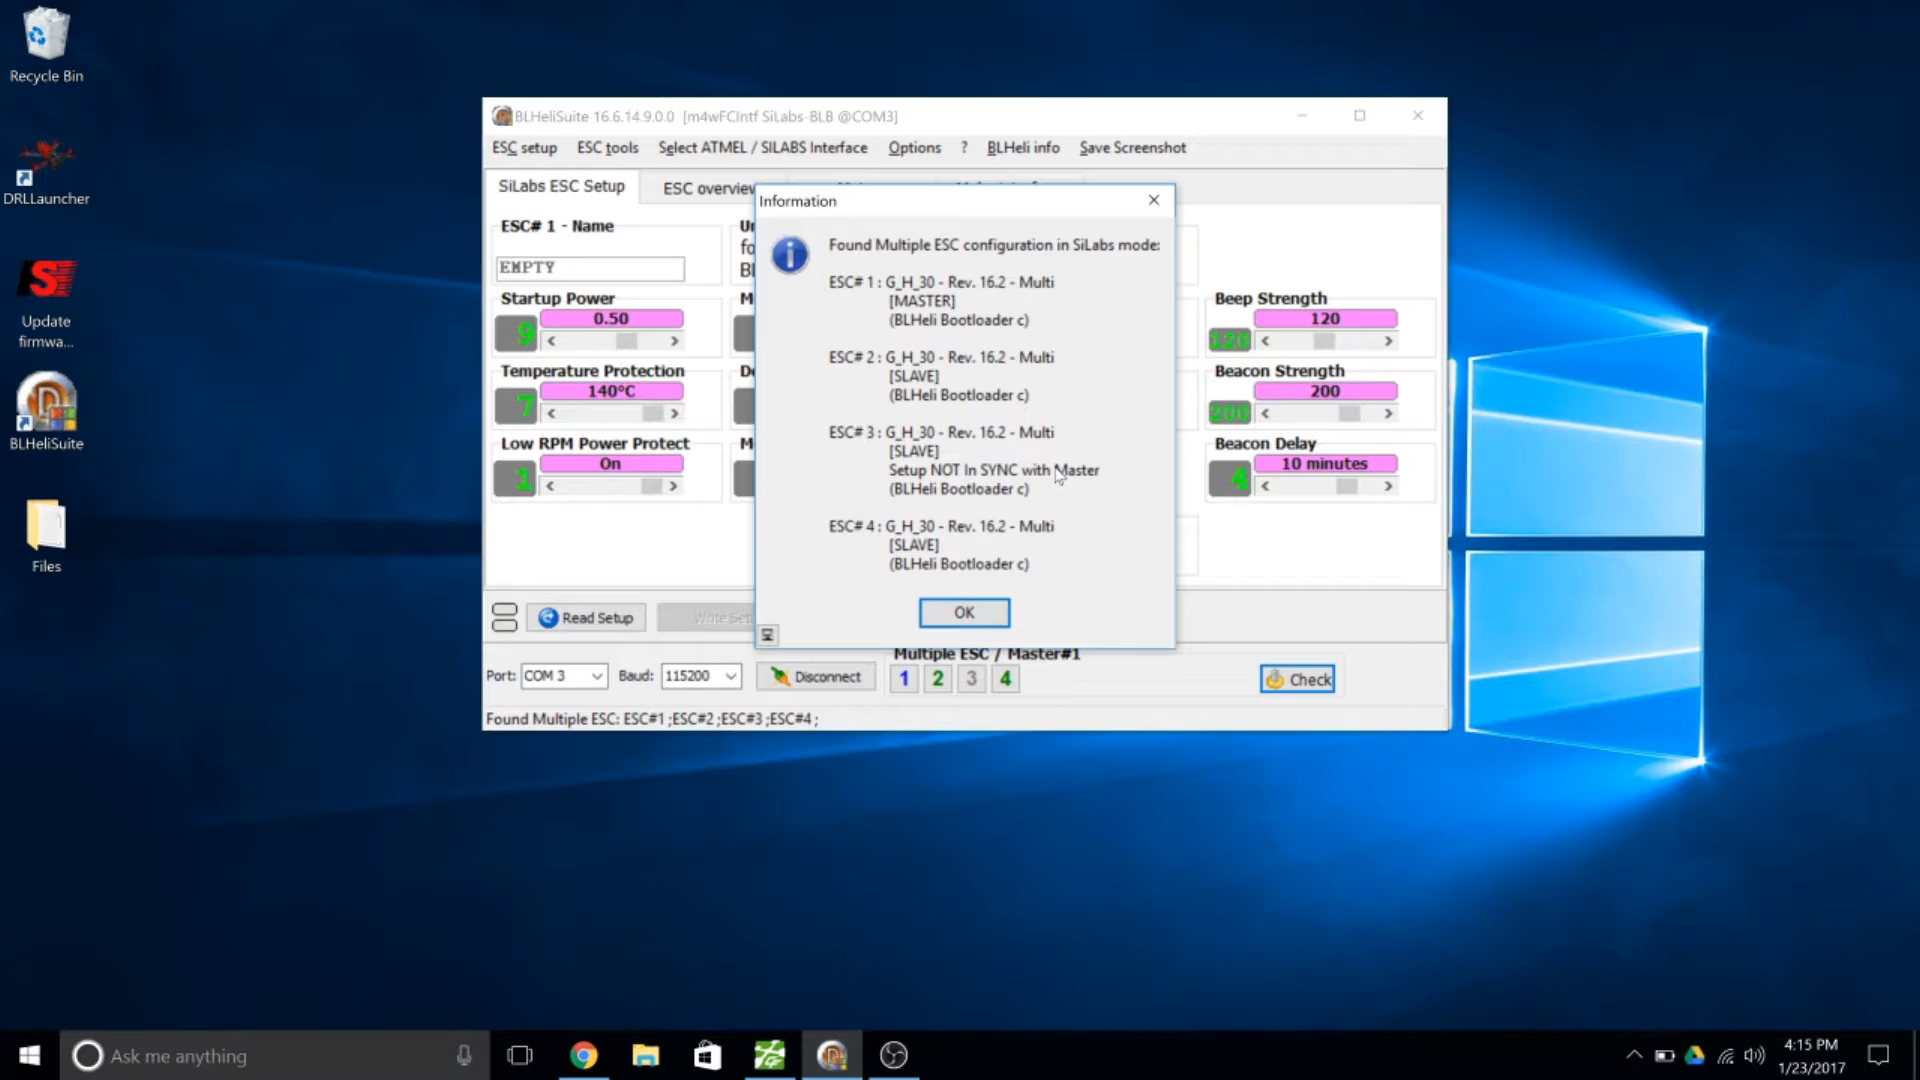 Recycle Bin
DRLLauncher
Update
firmwa...
BLHeliSuite
Files
BLHeliSuite 16.6.14.9.0.0 [m4wFCIntf SiLabs-BLB @COM3]
ESC setup ESC tools Select ATMEL / SILABS Interface Options ? BLHeli info Save Screenshot
SiLabs ESC Setup ESC overview
ESC# 1 - Name
EMPTY
Startup Power
0.50
9
Temperature Protection
140°C
7
Low RPM Power Protect
On
1
Information
Found Multiple ESC configuration in SiLabs mode:
ESC# 1 : G_H_30 - Rev. 16.2 - Multi
[MASTER]
(BLHeli Bootloader c)
ESC# 2 : G_H_30 - Rev. 16.2 - Multi
[SLAVE]
(BLHeli Bootloader c)
ESC# 3 : G_H_30 - Rev. 16.2 - Multi
[SLAVE]
Setup NOT In SYNC with Master
(BLHeli Bootloader c)
ESC# 4 : G_H_30 - Rev. 16.2 - Multi
[SLAVE]
(BLHeli Bootloader c)
OK
Beep Strength
120
120
Beacon Strength
200
200
Beacon Delay
10 minutes
4
Read Setup
Multiple ESC / Master#1
Port: COM 3 Baud: 115200 Disconnect 1 2 3 4 Check
Found Multiple ESC: ESC#1 ;ESC#2 ;ESC#3 ;ESC#4 ;
Ask me anything
4:15 PM
1/23/2017